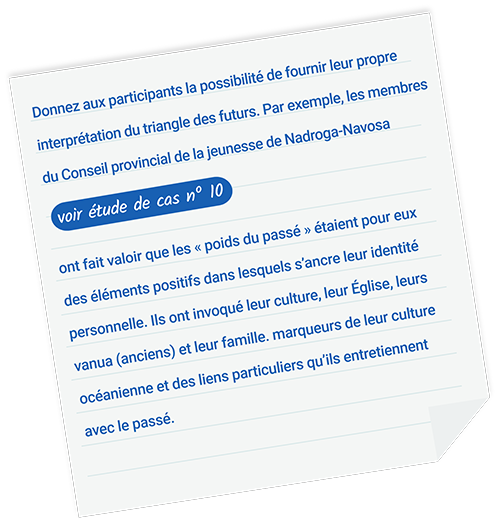 Donnez aux participants la possibilité de fournir leur propre
interprétation du triangle des futurs. Par exemple, les membres
du Conseil provincial de la jeunesse de Nadroga-Navosa
voir étude de cas n° 10
ont fait valoir que les « poids du passé » étaient pour eux
des éléments positifs dans lesquels s'ancre leur identité
personnelle. Ils ont invoqué leur culture, leur Église, leurs
vanua (anciens) et leur famille. marqueurs de leur culture
océanienne et des liens particuliers qu'ils entretiennent
avec le passé.